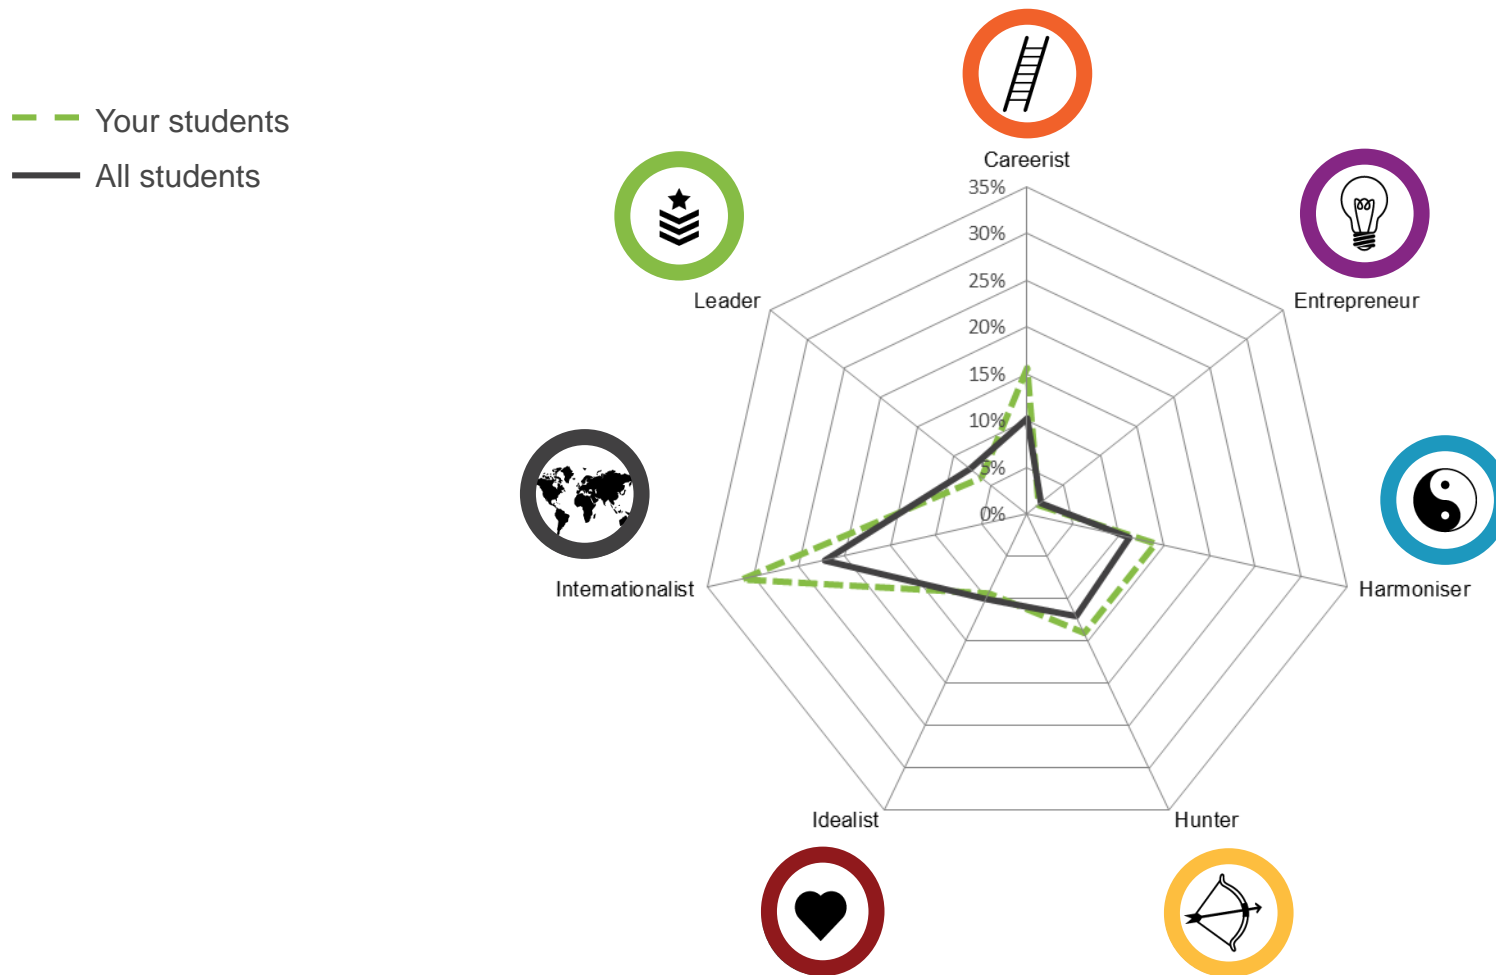 Your students
All students
Careerist
35%
30%
25%
20%
15%
10%
5%
0%
Entrepreneur
Leader
Internationalist
Harmoniser
Idealist
Hunter